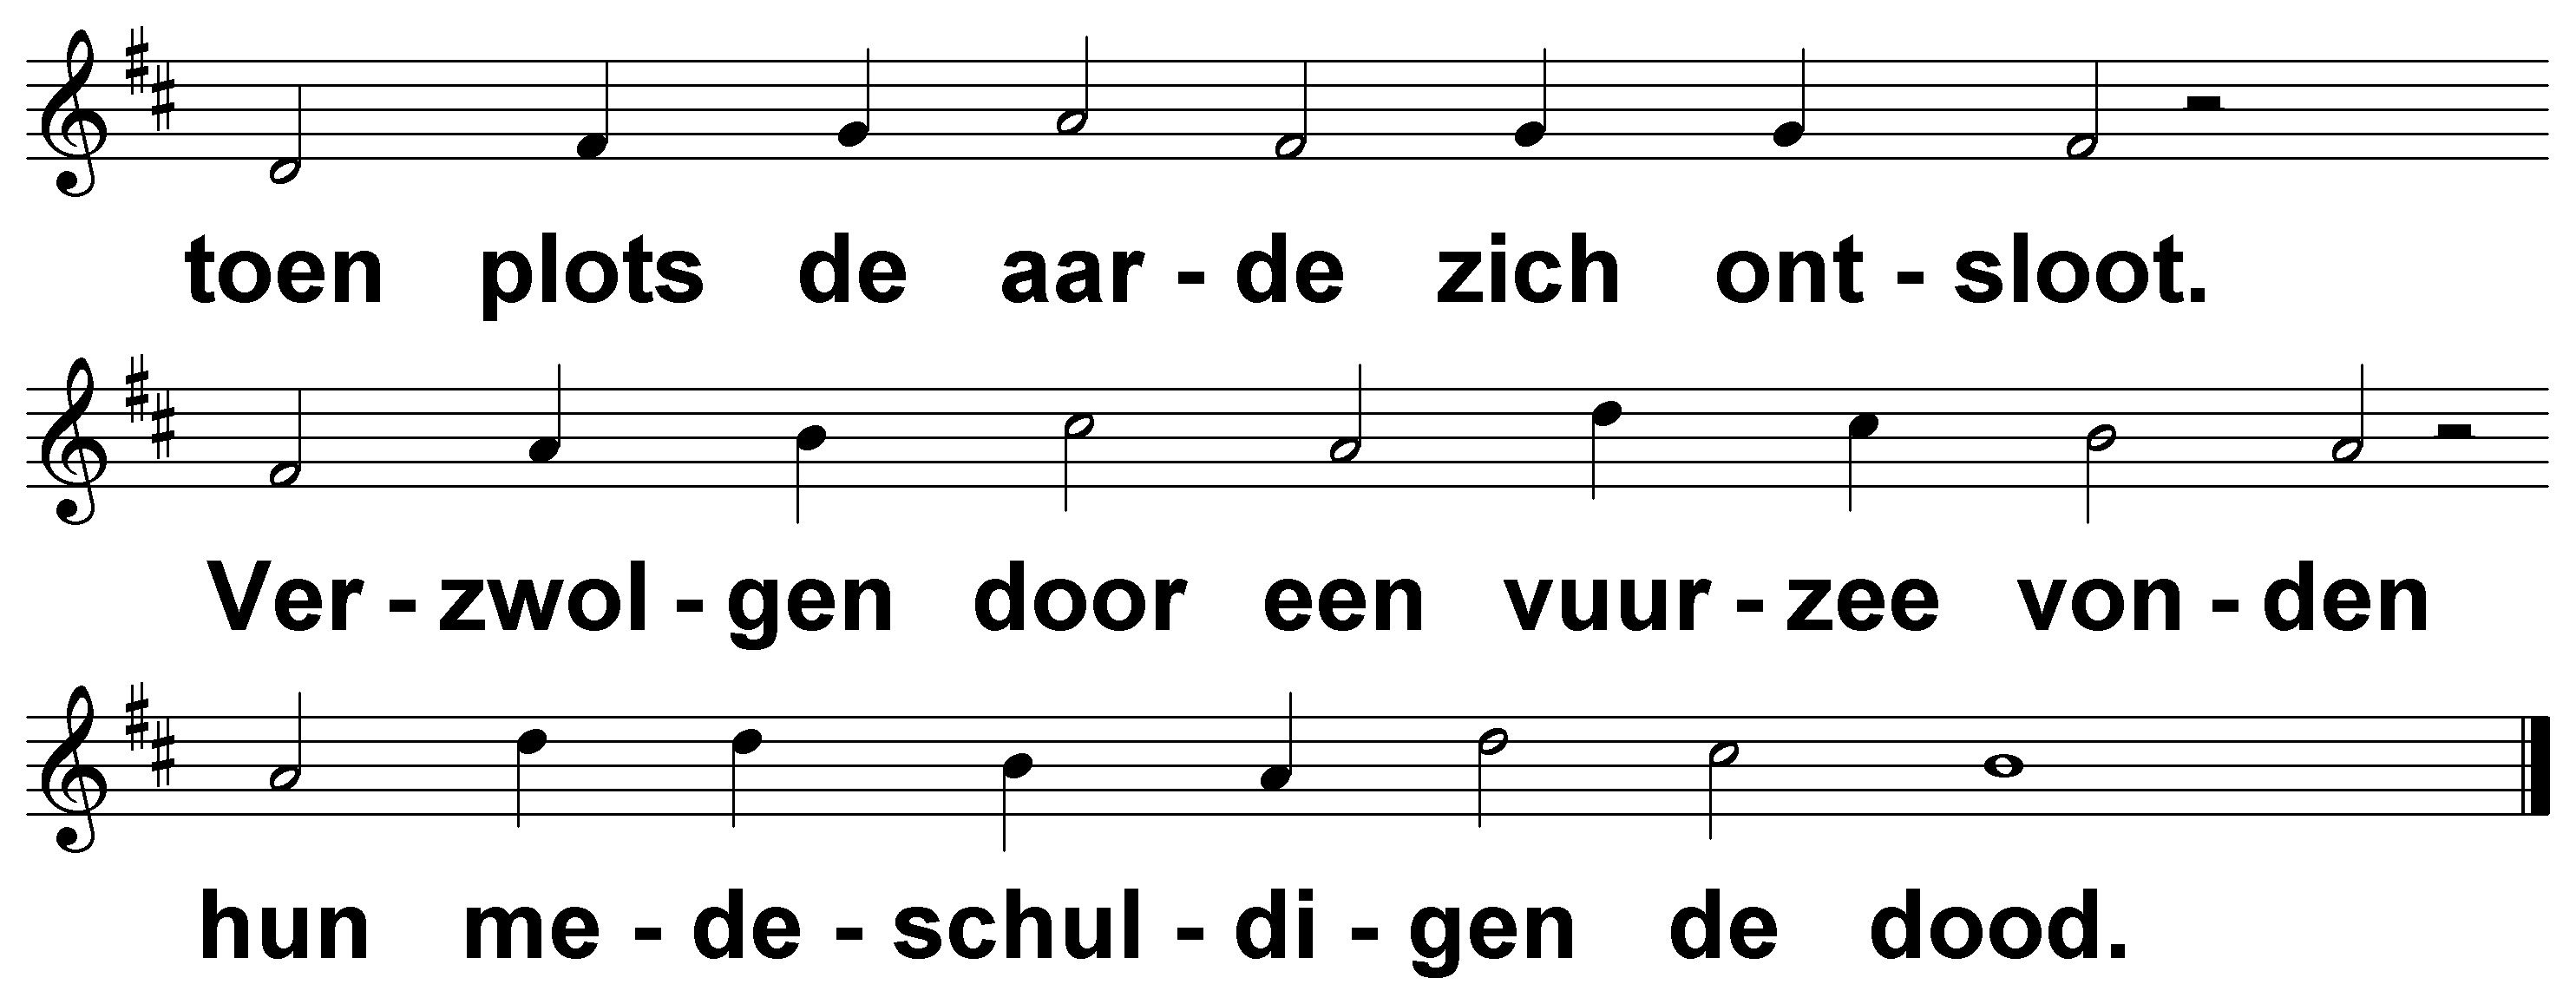 toen plots de aar - de zich ont - sloot.
Ver - zwol - gen door een vuur - zee von - den
hun me - de - schul - di - gen de dood.